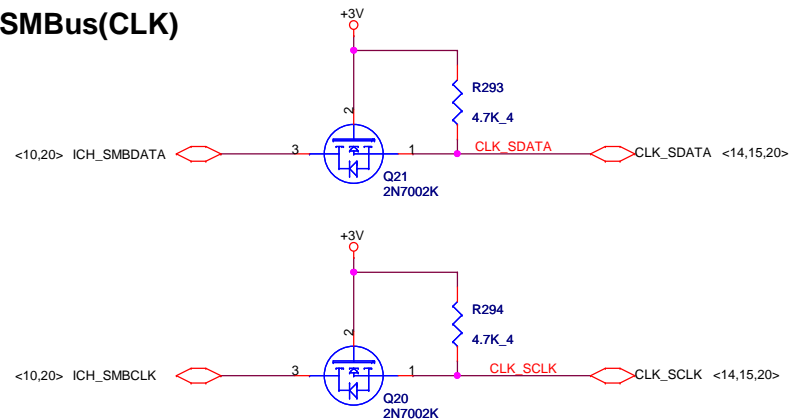 SMBus(CLK)
+3V
R293
2
4.7K_4
<10,20> ICH_SMBDATA 3 1 CLK_SDATA CLK_SDATA <14,15,20>
Q21
2N7002K
+3V
R294
2
4.7K_4
<10,20> ICH_SMBCLK 3 1 CLK_SCLK CLK_SCLK <14,15,20>
Q20
2N7002K